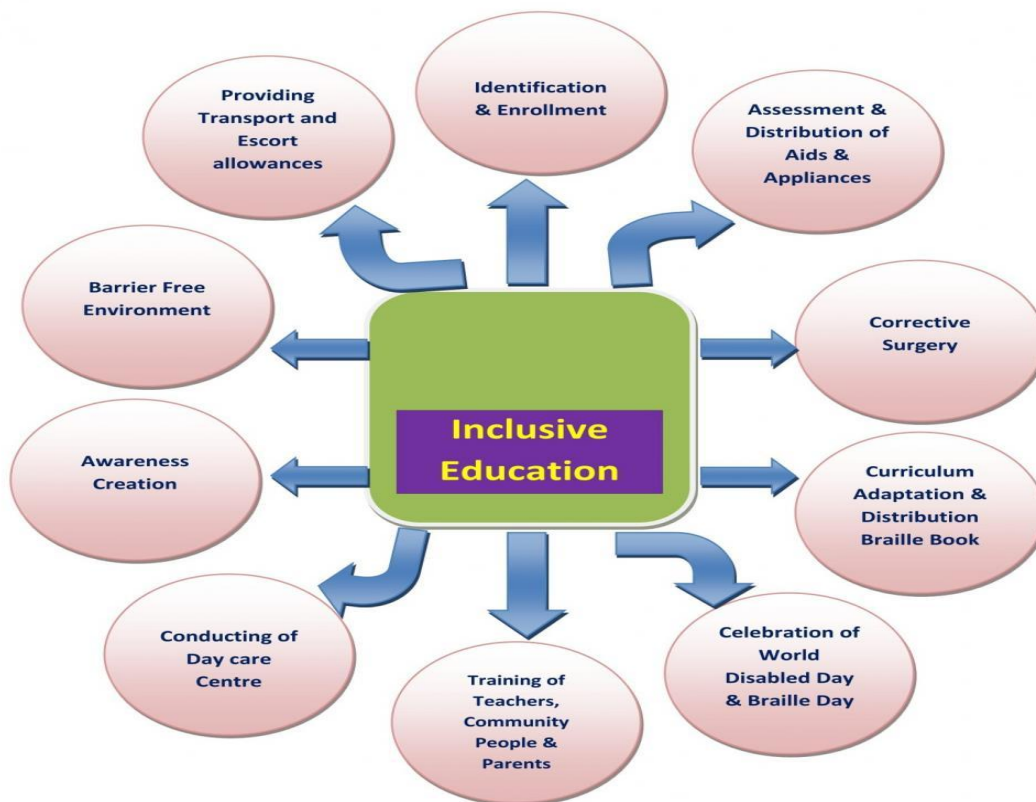 Identification
& Enrollment
Assessment &
Distribution of
Aids &
Appliances
Corrective
Surgery
Curriculum
Adaptation &
Distribution
Braille Book
Celebration of
World
Disabled Day
& Braille Day
Training of
Teachers,
Community
People &
Parents
Conducting of
Day care
Centre
Awareness
Creation
Barrier Free
Environment
Providing
Transport and
Escort
allowances
Inclusive
Education